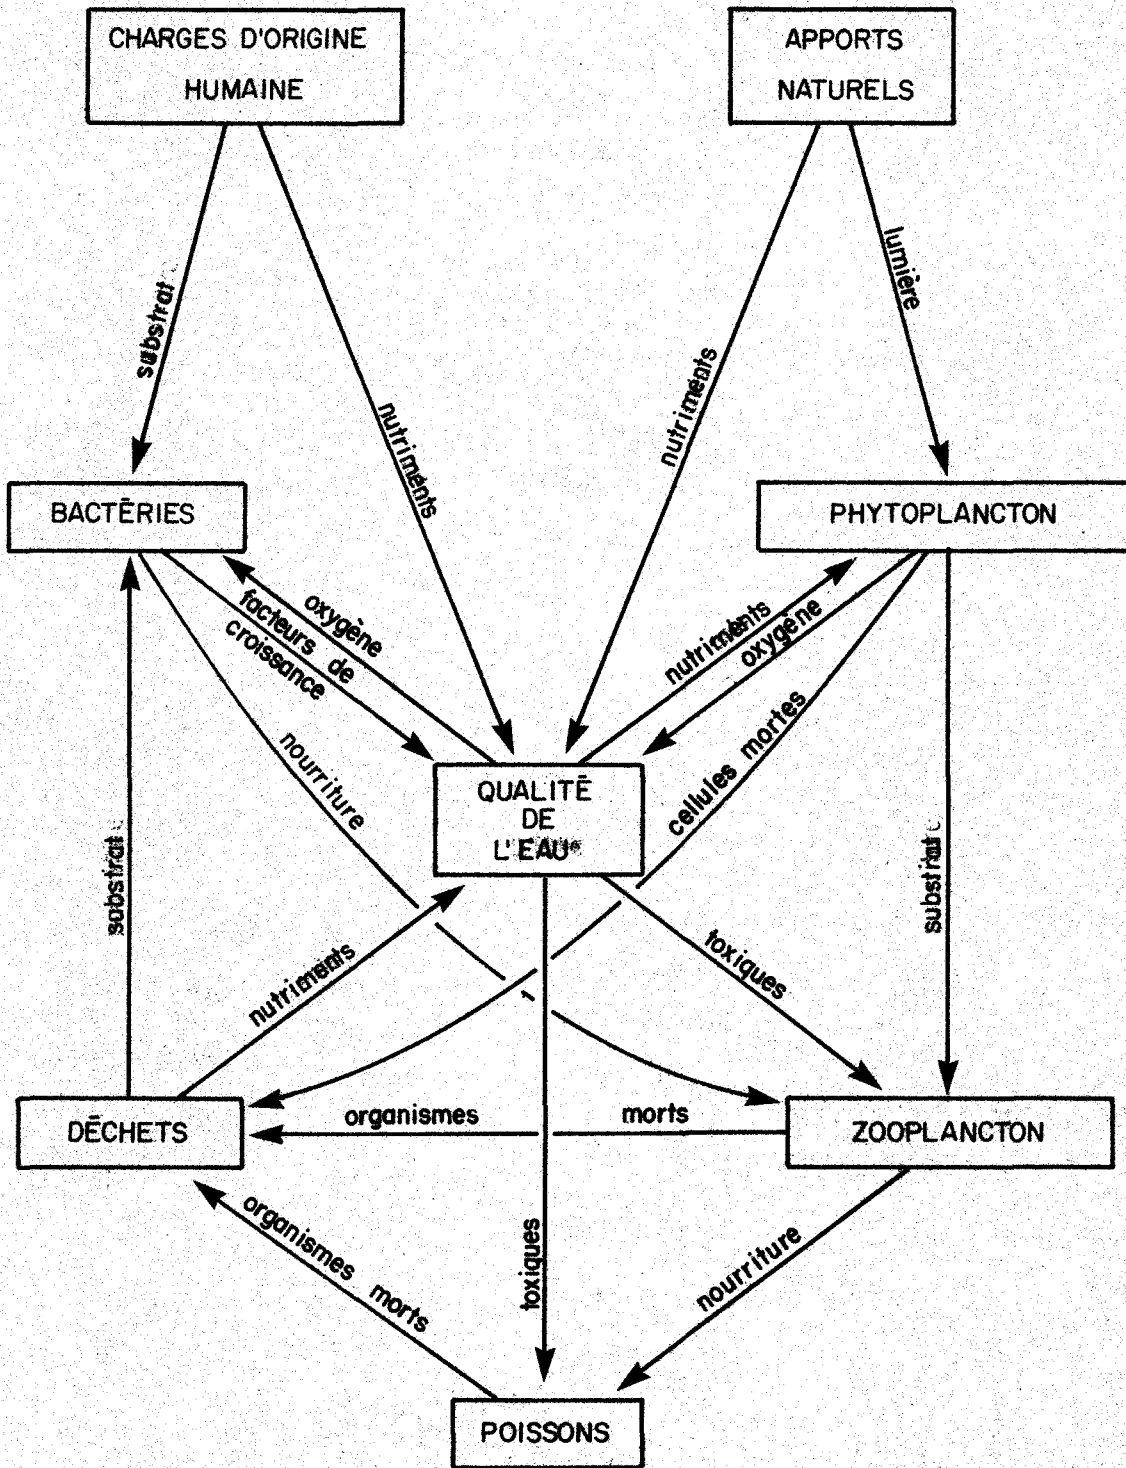 CHARGES D'ORIGINE
HUMAINE
APPORTS
NATURELS
substrat
nutriments
nutriments
lumière
BACTÉRIES
PHYTOPLANCTON
oxygène
facteurs de
croissance
nutriments
oxygène
nourriture
cellules mortes
QUALITÉ
DE
L'EAU*
substrat
substrat
nutriments
toxiques
DÉCHETS
organismes morts
ZOOPLANCTON
organismes morts
toxiques
nourriture
POISSONS